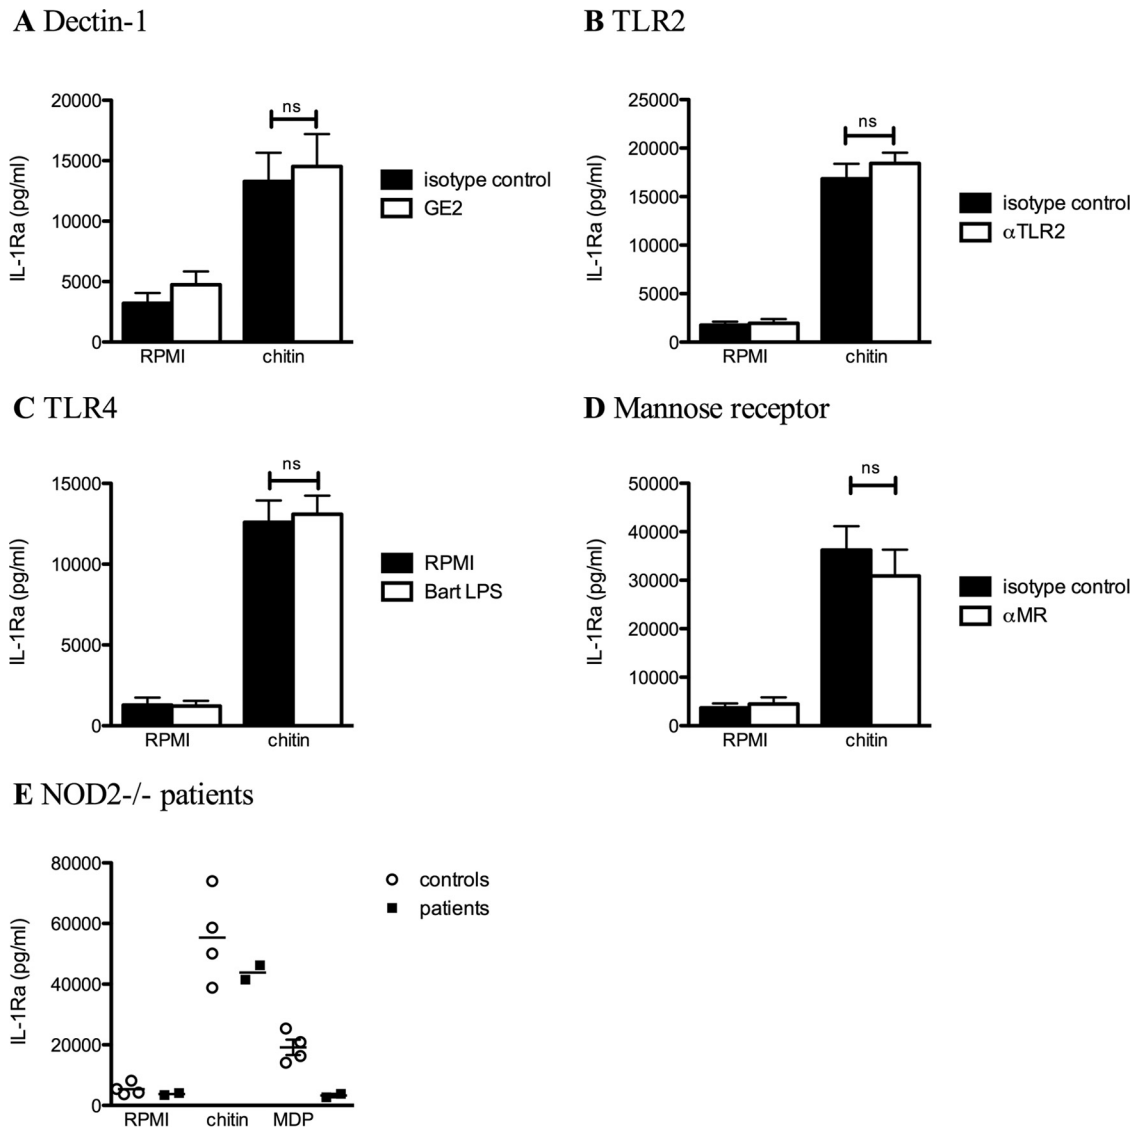 A Dectin-1
20000
15000
10000
5000
0
IL-1Ra (pg/ml)
ns
RPMI
chitin
isotype control
GE2
B TLR2
25000
20000
15000
10000
5000
0
IL-1Ra (pg/ml)
ns
RPMI
chitin
isotype control
αTLR2
C TLR4
15000
10000
5000
0
IL-1Ra (pg/ml)
ns
RPMI
chitin
RPMI
Bart LPS
D Mannose receptor
50000
40000
30000
20000
10000
0
IL-1Ra (pg/ml)
ns
RPMI
chitin
isotype control
αMR
E NOD2-/- patients
80000
60000
40000
20000
0
IL-1Ra (pg/ml)
RPMI
chitin
MDP
controls
patients